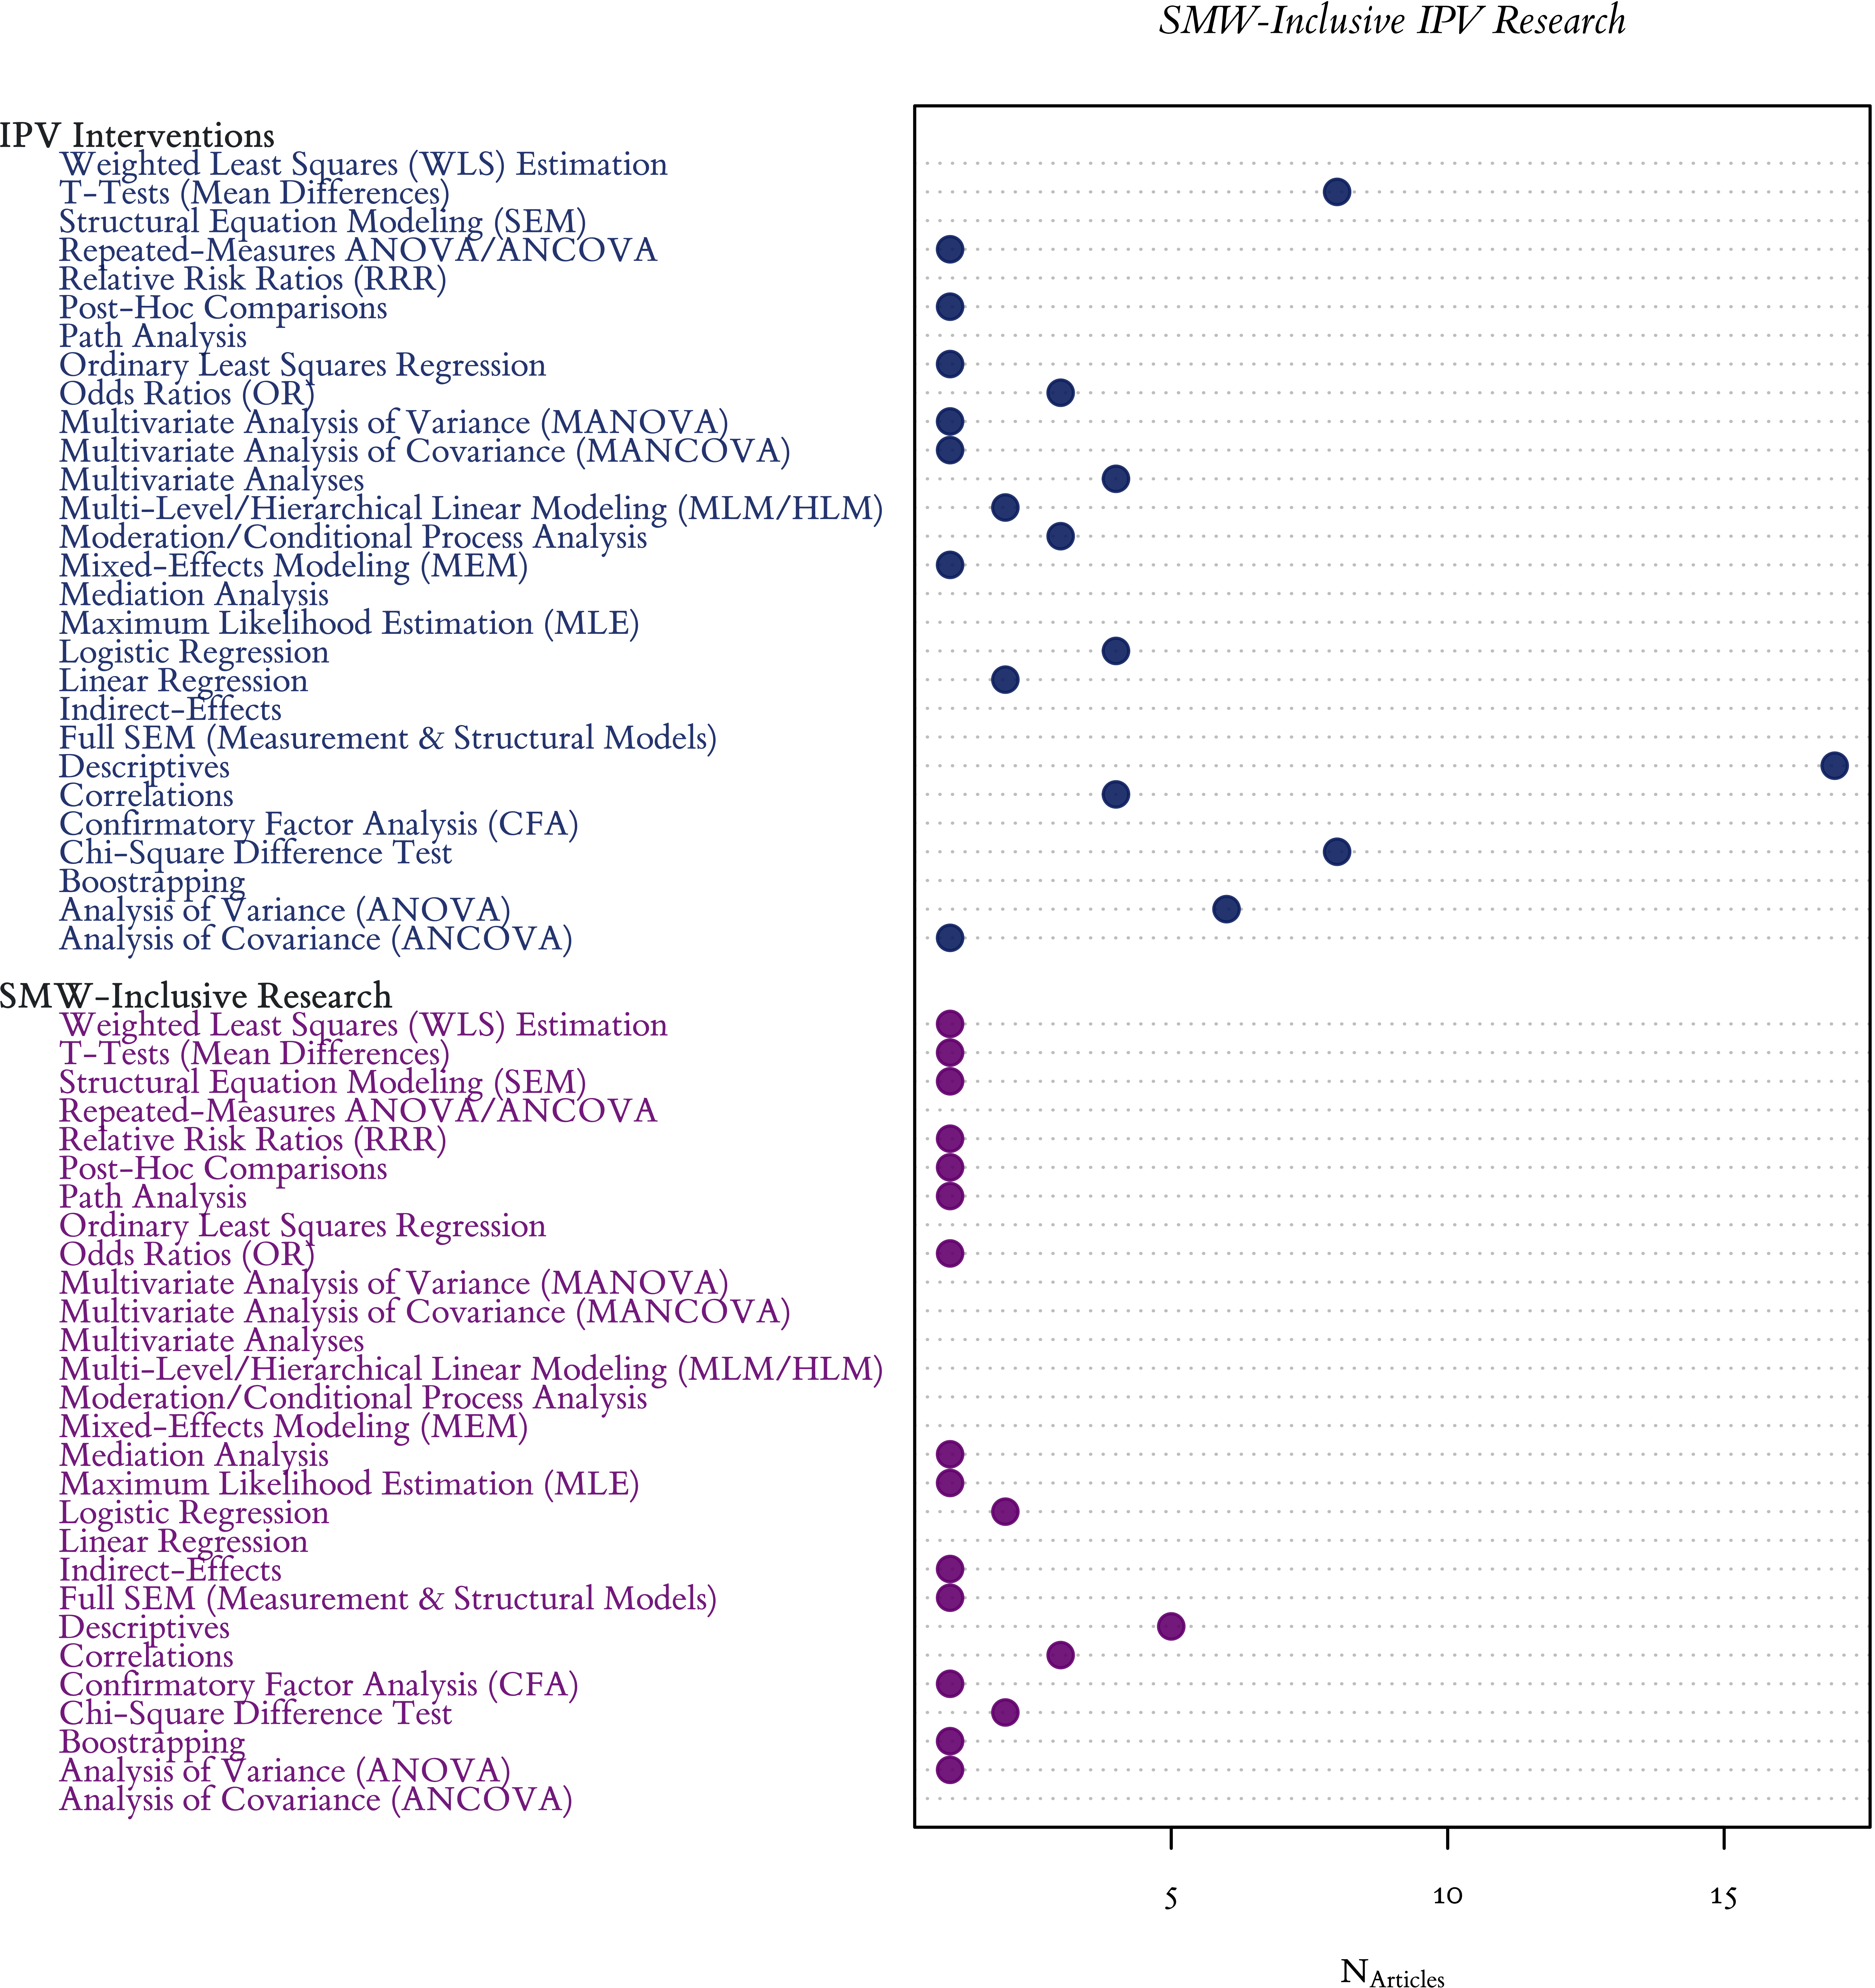 SMW-Inclusive IPV Research
IPV Interventions
Weighted Least Squares (WLS) Estimation
T-Tests (Mean Differences)
Structural Equation Modeling (SEM)
Repeated-Measures ANOVA/ANCOVA
Relative Risk Ratios (RRR)
Post-Hoc Comparisons
Path Analysis
Ordinary Least Squares Regression
Odds Ratios (OR)
Multivariate Analysis of Variance (MANOVA)
Multivariate Analysis of Covariance (MANCOVA)
Multivariate Analyses
Multi-Level/Hierarchical Linear Modeling (MLM/HLM)
Moderation/Conditional Process Analysis
Mixed-Effects Modeling (MEM)
Mediation Analysis
Maximum Likelihood Estimation (MLE)
Logistic Regression
Linear Regression
Indirect-Effects
Full SEM (Measurement & Structural Models)
Descriptives
Correlations
Confirmatory Factor Analysis (CFA)
Chi-Square Difference Test
Boostrapping
Analysis of Variance (ANOVA)
Analysis of Covariance (ANCOVA)
SMW-Inclusive Research
Weighted Least Squares (WLS) Estimation
T-Tests (Mean Differences)
Structural Equation Modeling (SEM)
Repeated-Measures ANOVA/ANCOVA
Relative Risk Ratios (RRR)
Post-Hoc Comparisons
Path Analysis
Ordinary Least Squares Regression
Odds Ratios (OR)
Multivariate Analysis of Variance (MANOVA)
Multivariate Analysis of Covariance (MANCOVA)
Multivariate Analyses
Multi-Level/Hierarchical Linear Modeling (MLM/HLM)
Moderation/Conditional Process Analysis
Mixed-Effects Modeling (MEM)
Mediation Analysis
Maximum Likelihood Estimation (MLE)
Logistic Regression
Linear Regression
Indirect-Effects
Full SEM (Measurement & Structural Models)
Descriptives
Correlations
Confirmatory Factor Analysis (CFA)
Chi-Square Difference Test
Boostrapping
Analysis of Variance (ANOVA)
Analysis of Covariance (ANCOVA)
5 10 15
N Articles